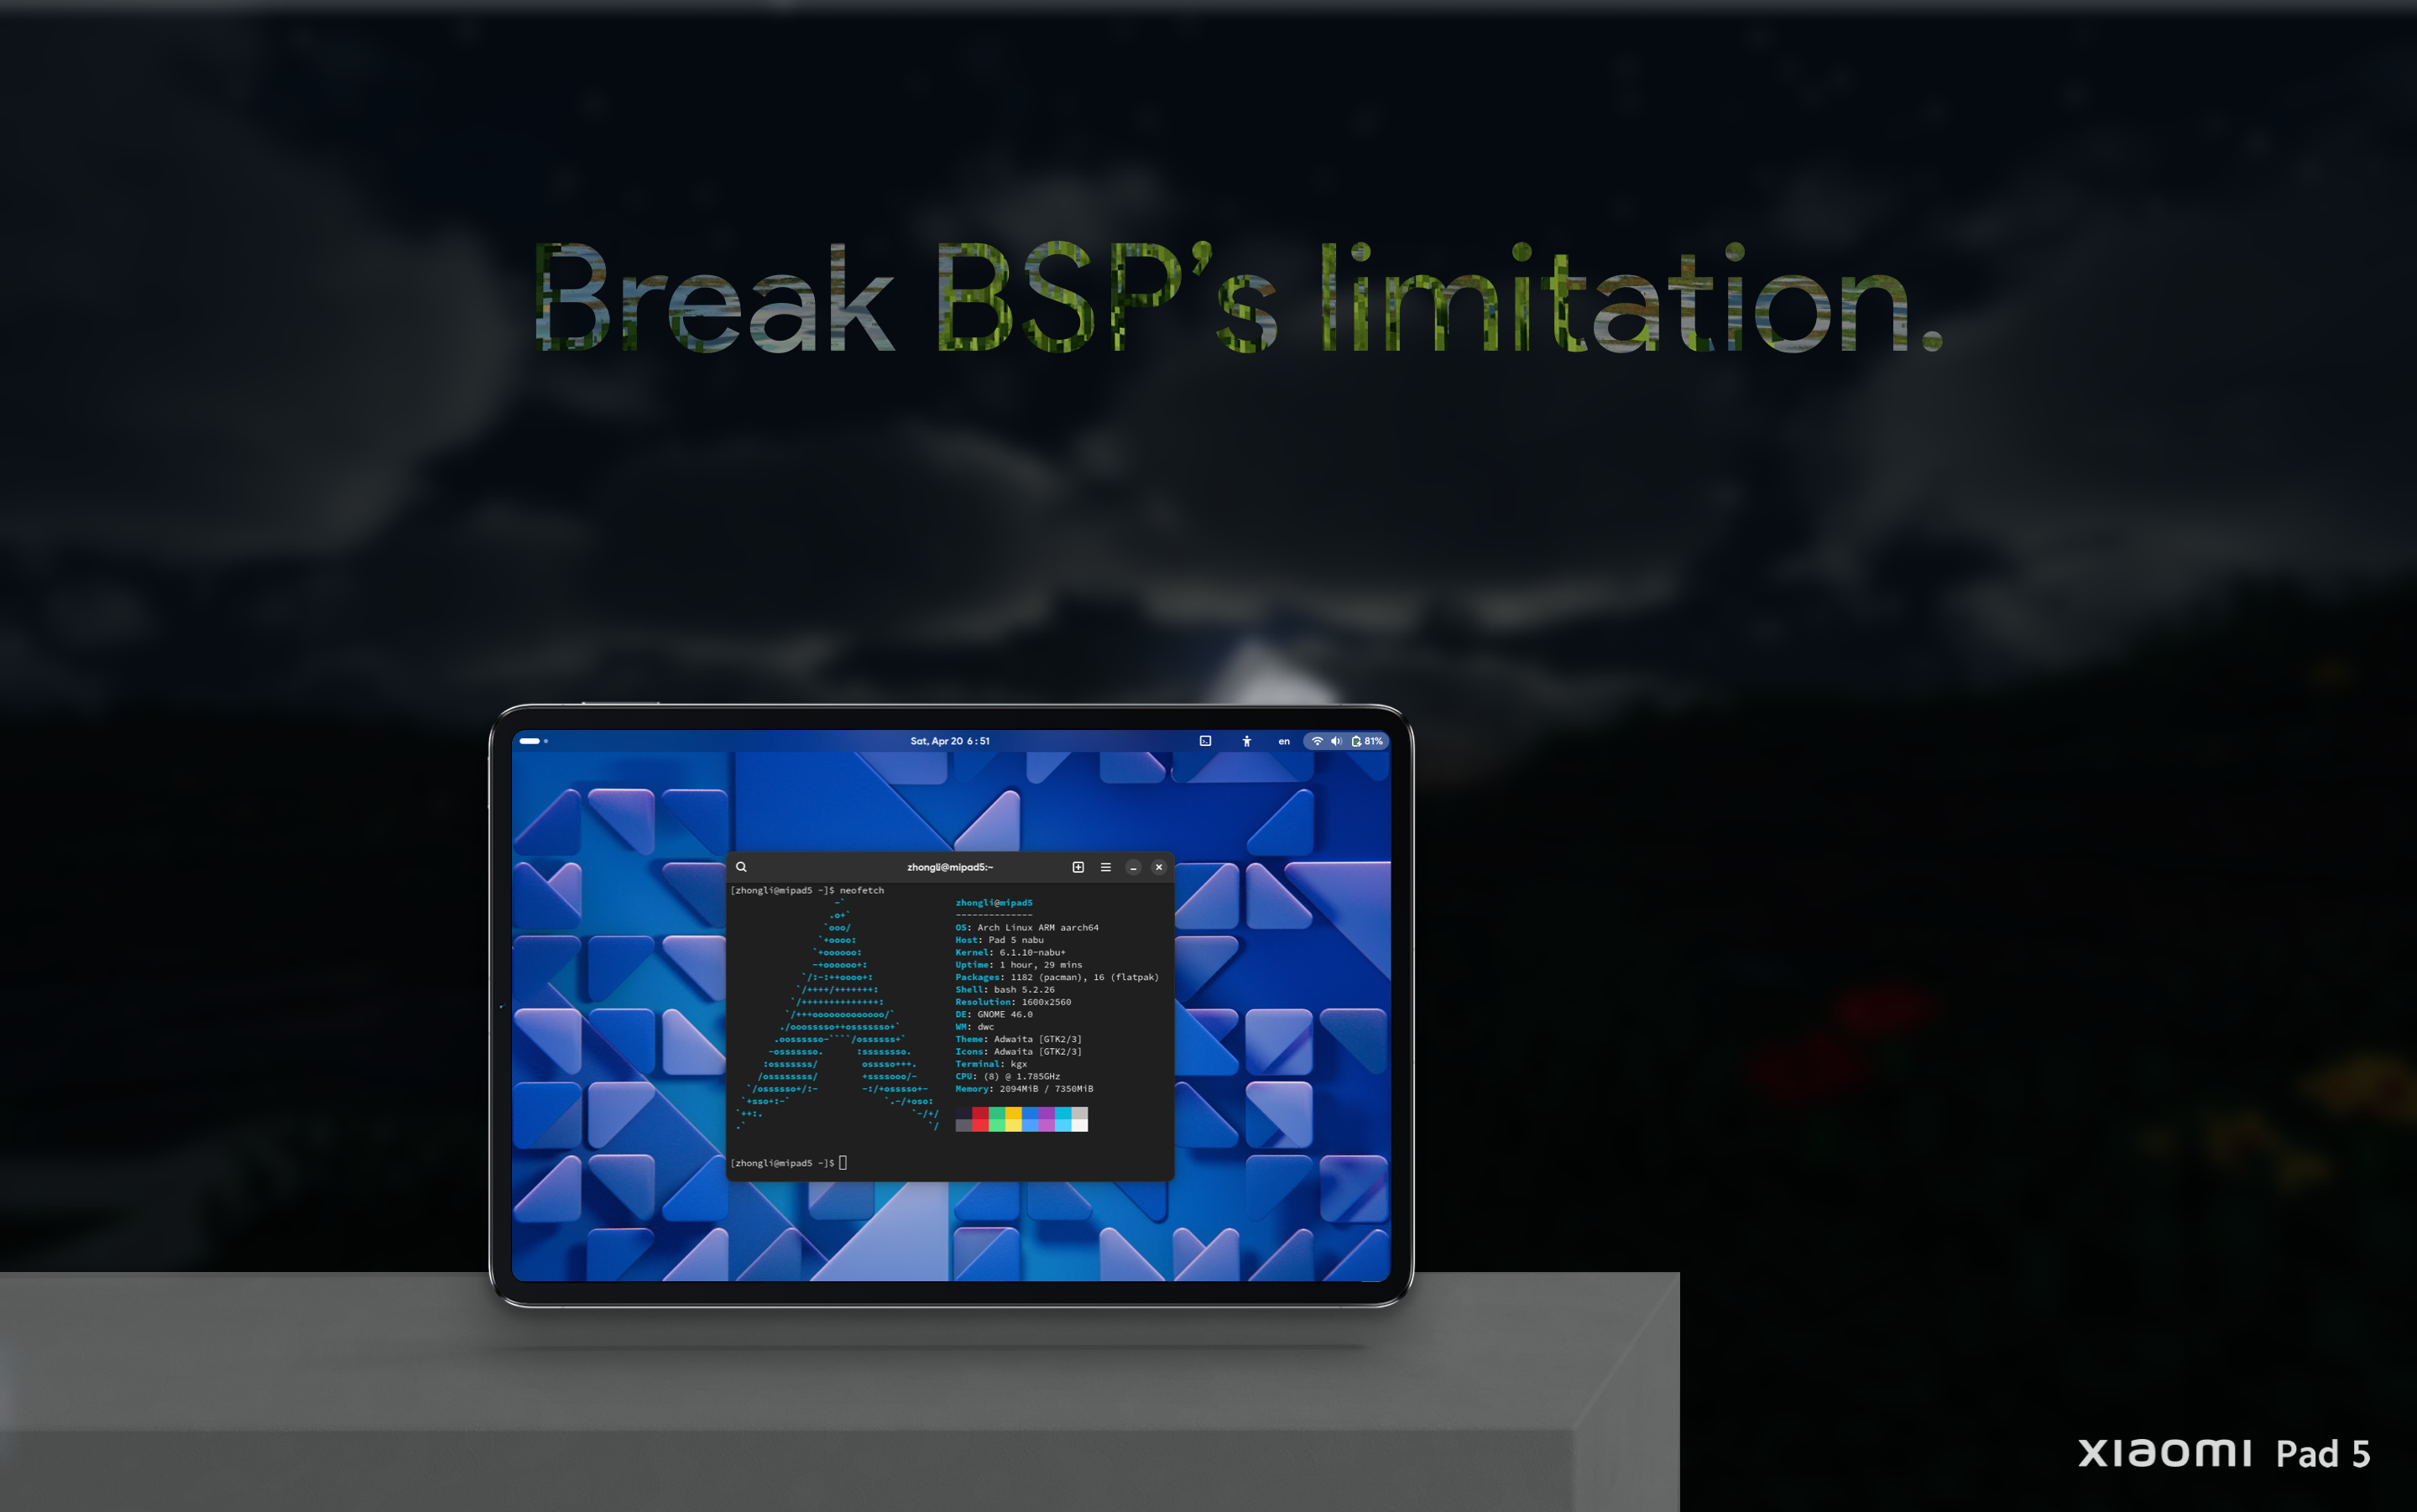 Break BSP's limitation.
Sat, Apr 20 6:51
en
81%
zhongli@mipad5:~
[zhongli@mipad5 ~]$ neofetch
zhongli@mipad5
--------------
OS: Arch Linux ARM aarch64
Host: Pad 5 nabu
Kernel: 6.1.10-nabu+
Uptime: 1 hour, 29 mins
Packages: 1182 (pacman), 16 (flatpak)
Shell: bash 5.2.26
Resolution: 1600x2560
DE: GNOME 46.0
WM: dwc
Theme: Adwaita [GTK2/3]
Icons: Adwaita [GTK2/3]
Terminal: kgx
CPU: (8) @ 1.785GHz
Memory: 2094MiB / 7350MiB
[zhongli@mipad5 ~]$
xiaomi Pad 5